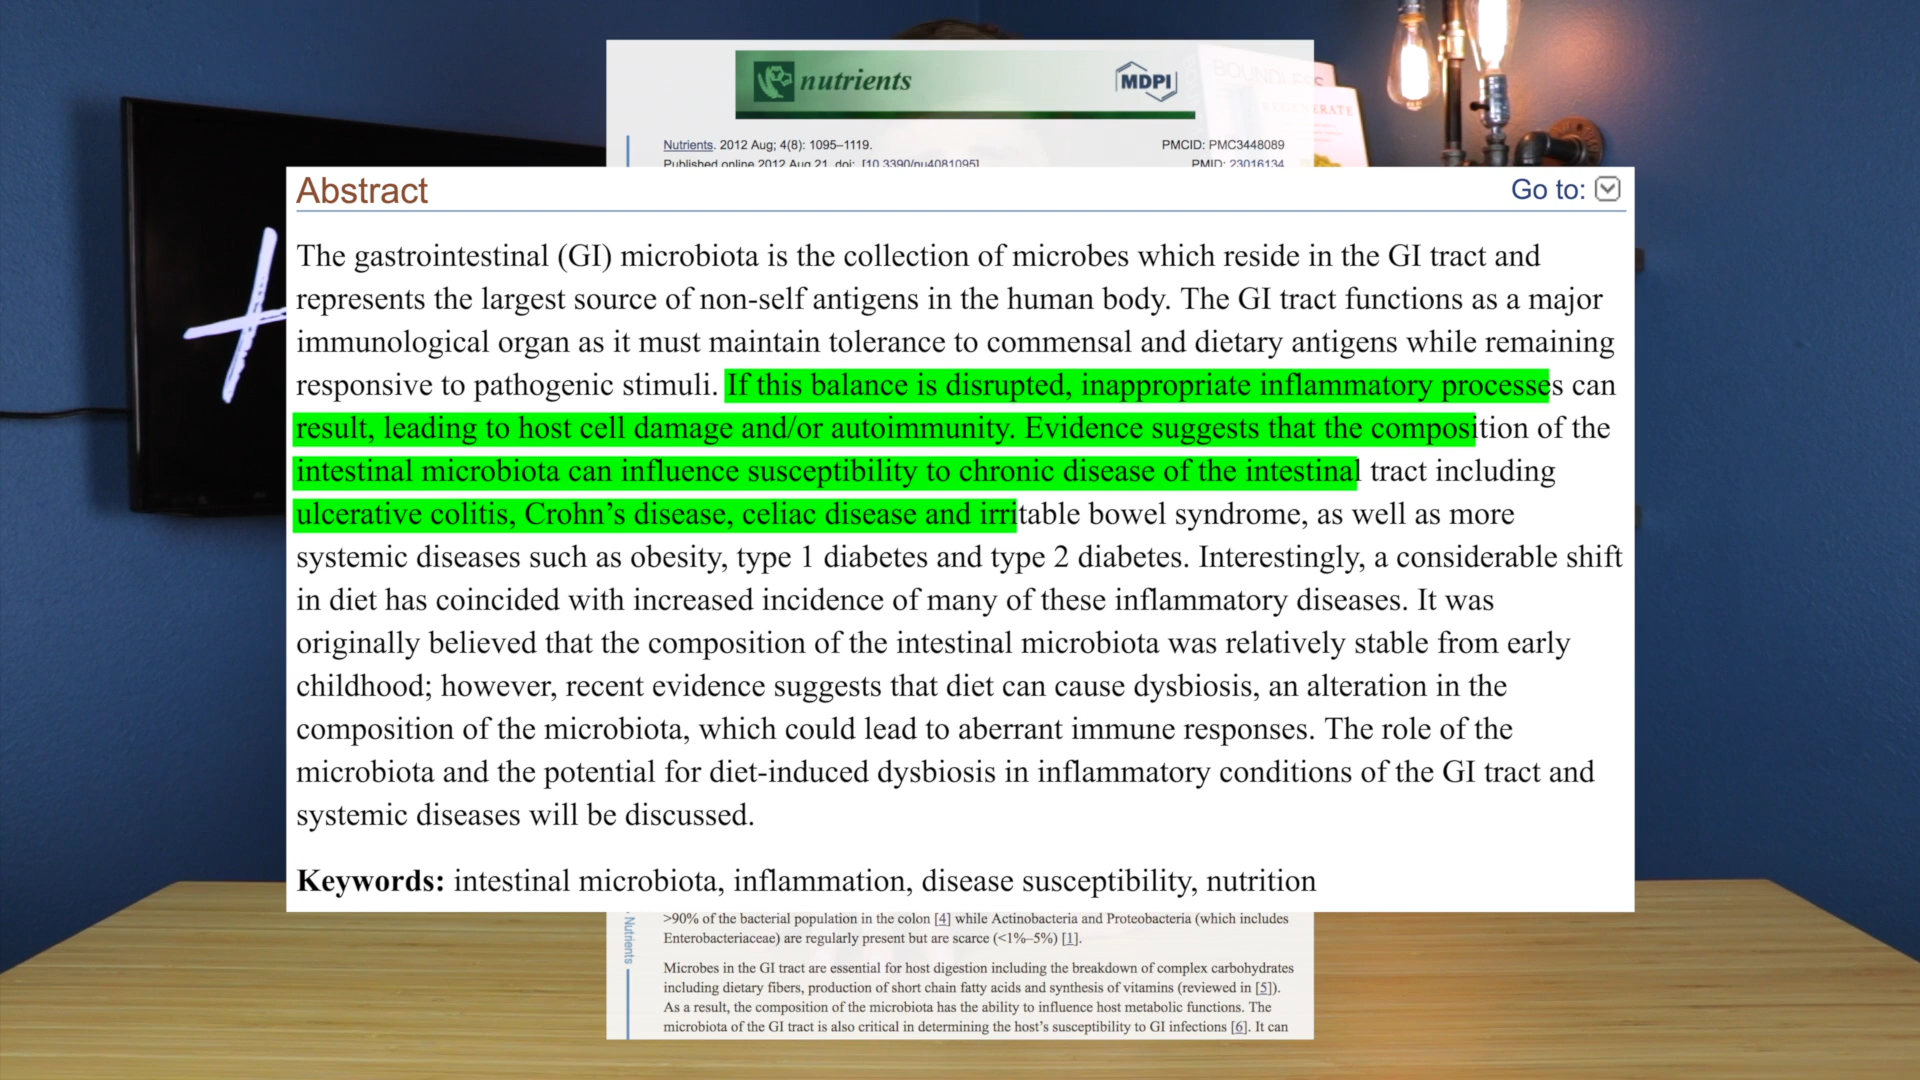 nutrients
MDPI
BOUNDLESS
Nutrients. 2012 Aug; 4(8): 1095–1119.
PMCID: PMC3448089
Published online 2012 Aug 21. doi: [10.3390/nu4081095]
PMID: 23016134
Abstract
Go to:
The gastrointestinal (GI) microbiota is the collection of microbes which reside in the GI tract and
represents the largest source of non-self antigens in the human body. The GI tract functions as a major
immunological organ as it must maintain tolerance to commensal and dietary antigens while remaining
responsive to pathogenic stimuli. If this balance is disrupted, inappropriate inflammatory processes can
result, leading to host cell damage and/or autoimmunity. Evidence suggests that the composition of the
intestinal microbiota can influence susceptibility to chronic disease of the intestinal tract including
ulcerative colitis, Crohn’s disease, celiac disease and irritable bowel syndrome, as well as more
systemic diseases such as obesity, type 1 diabetes and type 2 diabetes. Interestingly, a considerable shift
in diet has coincided with increased incidence of many of these inflammatory diseases. It was
originally believed that the composition of the intestinal microbiota was relatively stable from early
childhood; however, recent evidence suggests that diet can cause dysbiosis, an alteration in the
composition of the microbiota, which could lead to aberrant immune responses. The role of the
microbiota and the potential for diet-induced dysbiosis in inflammatory conditions of the GI tract and
systemic diseases will be discussed.
Keywords: intestinal microbiota, inflammation, disease susceptibility, nutrition
Nutrients
>90% of the bacterial population in the colon [4] while Actinobacteria and Proteobacteria (which includes
Enterobacteriaceae) are regularly present but are scarce (<1%–5%) [1].
Microbes in the GI tract are essential for host digestion including the breakdown of complex carbohydrates
including dietary fibers, production of short chain fatty acids and synthesis of vitamins (reviewed in [5]).
As a result, the composition of the microbiota has the ability to influence host metabolic functions. The
microbiota of the GI tract is also critical in determining the host’s susceptibility to GI infections [6]. It can